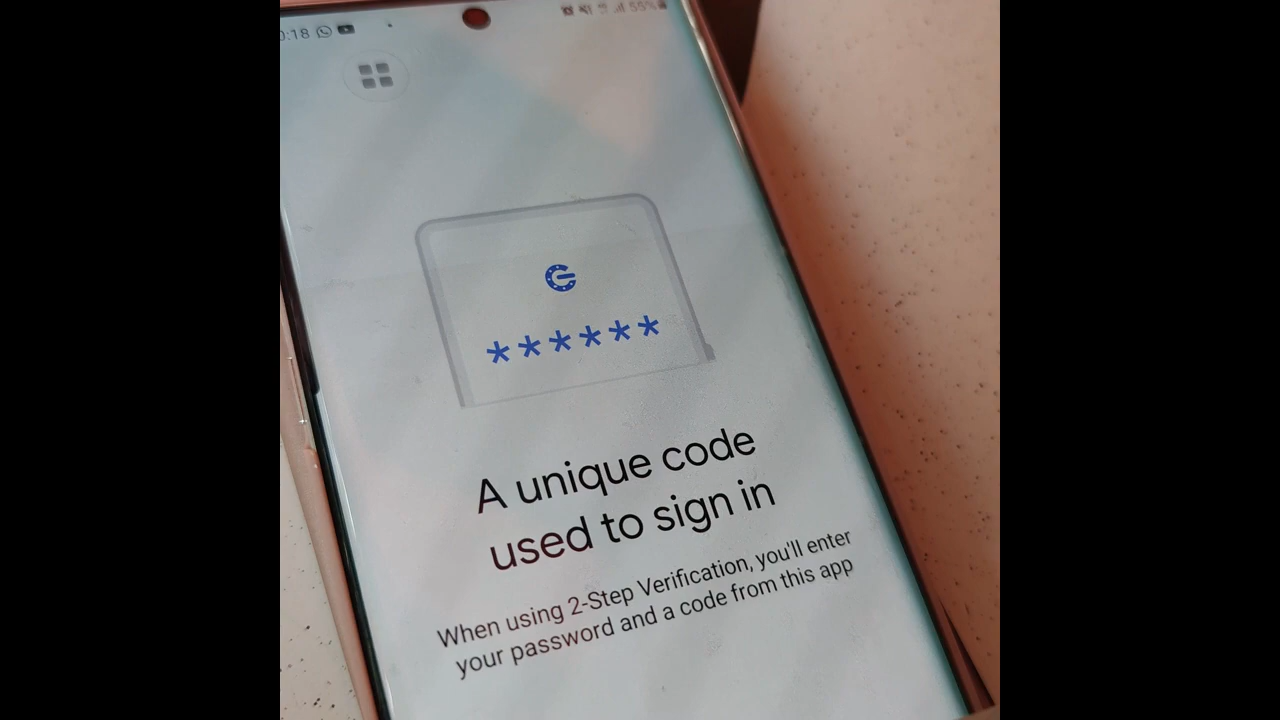 :18 55%
******
A unique code
used to sign in
When using 2-Step Verification, you'll enter
your password and a code from this app